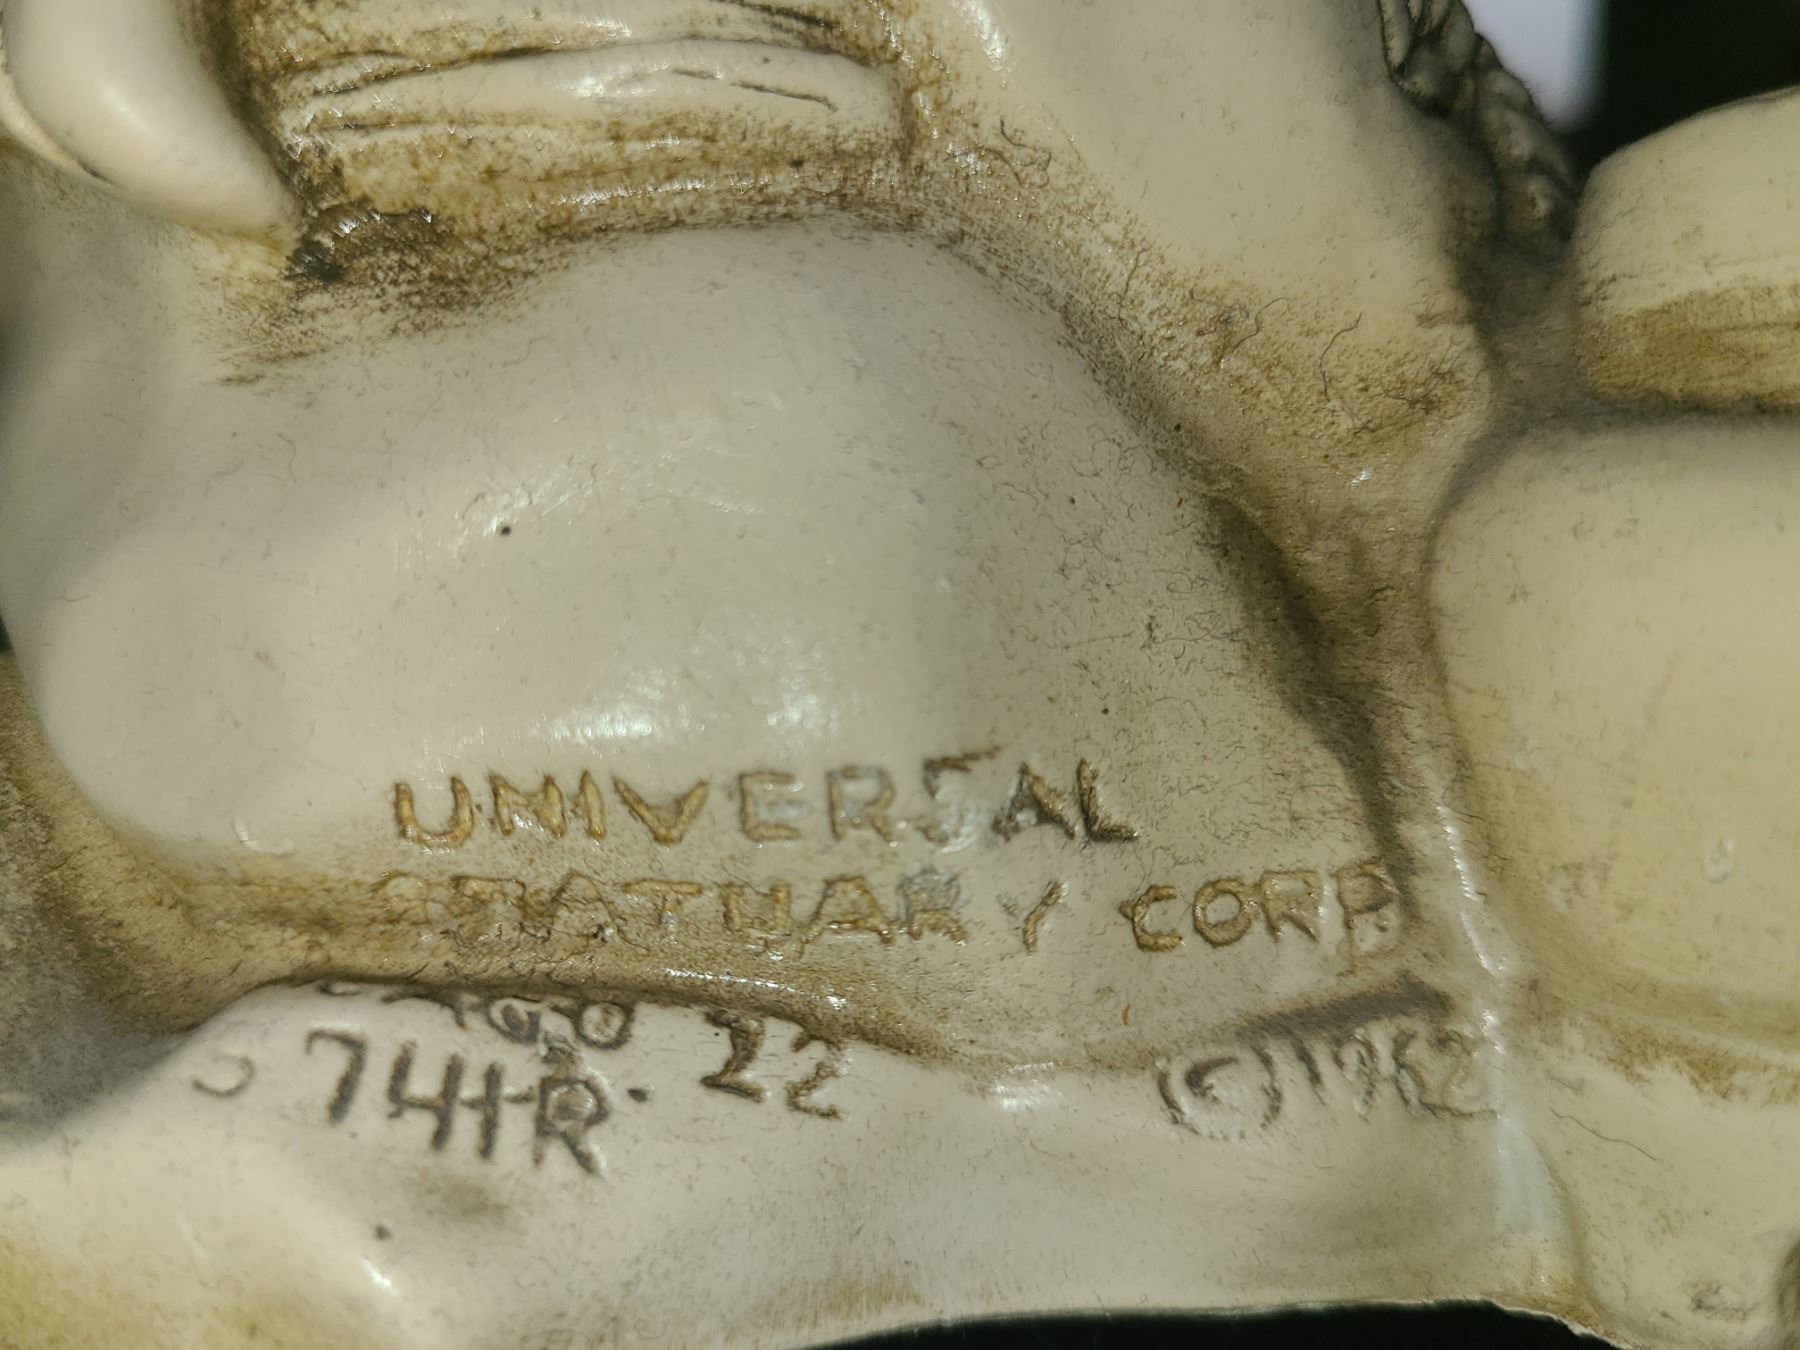 UNIVERSAL
STATUARY CORP
22 (C) 1962
741R.